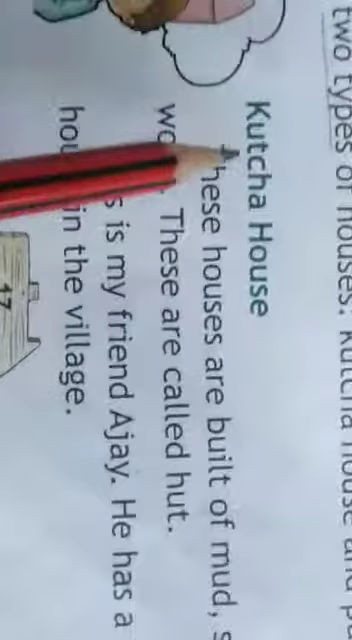 two types of houses. Kutcha house and
Kutcha House
These houses are built of mud,
These are called hut.
is my friend Ajay. He has a
in the village.
17